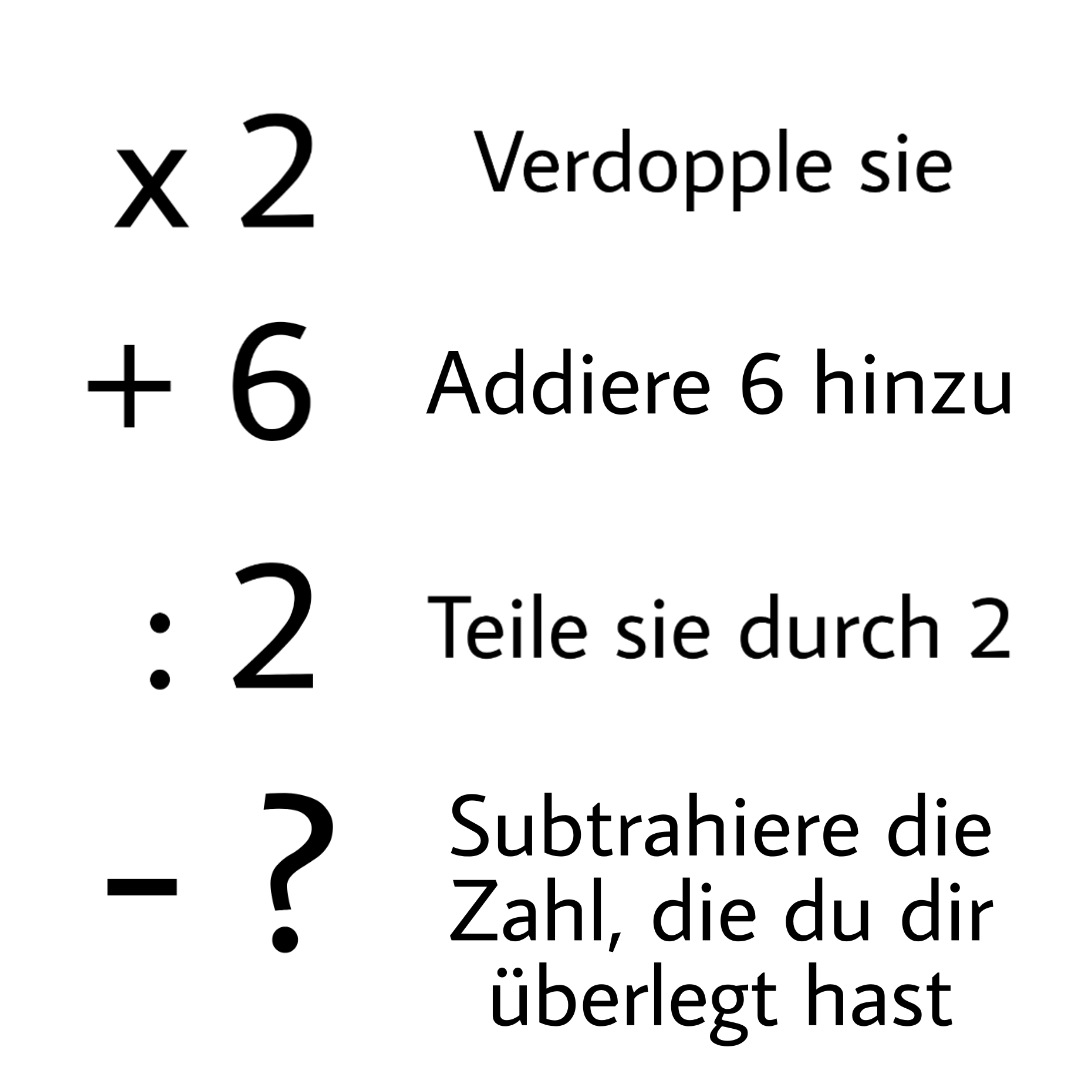 x 2 Verdopple sie
+ 6 Addiere 6 hinzu
: 2 Teile sie durch 2
- ? Subtrahiere die
Zahl, die du dir
überlegt hast